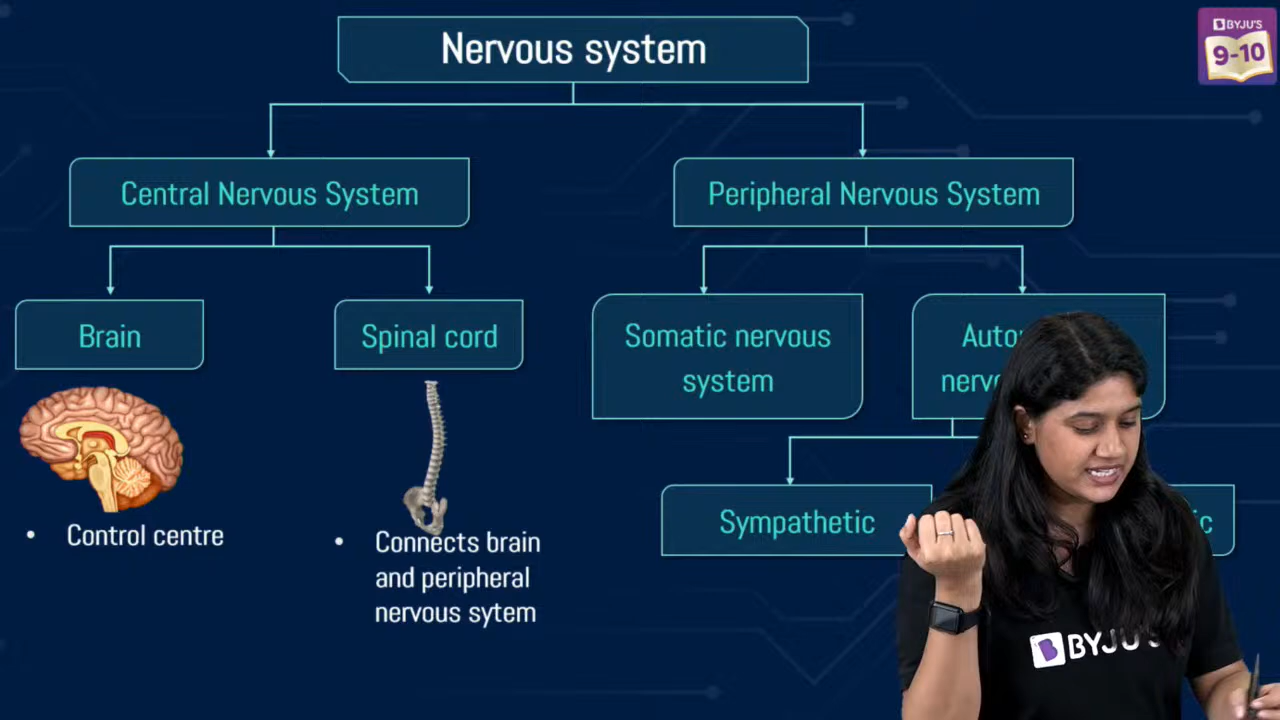 Nervous system
BYJU'S
9-10
Central Nervous System
Peripheral Nervous System
Brain
Spinal cord
Somatic nervous
system
Control centre
Connects brain
and peripheral
nervous sytem
Sympathetic
BYJU'S